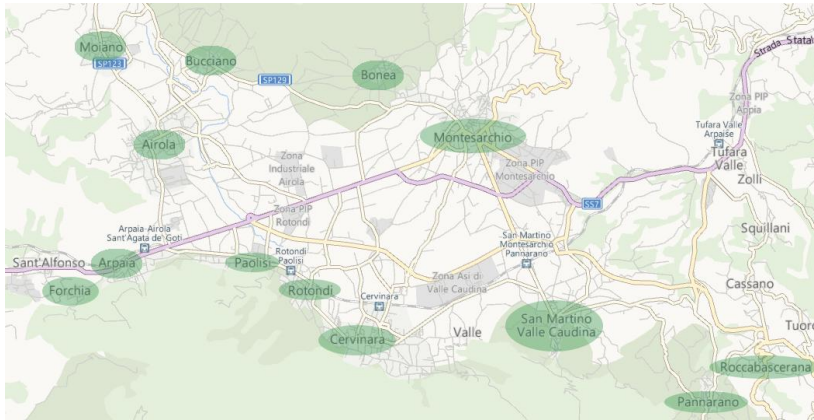 Strada Statal
Moiano
SP123
Bucciano
Bonea
SP129
Zona PIP
Appia
Tufara Valle
Arpaise
Montesarchio
Airola
Zona
Industriale
Airola
Zona PIP
Montesarchio
Tufara
Valle
Zolli
SS7
Zona PIP
Rotondi
Squillani
Arpaia-Airola
Sant'Agata de' Goti
San Martino
Montesarchio
Pannarano
Sant'Alfonso
Arpaia
Paolisi
Rotondi
Paolisi
Zona Asi di
Valle Caudina
Cassano
Forchia
Rotondi
Cervinara
San Martino
Valle Caudina
Tuoro
Cervinara
Valle
Roccabascerana
Pannarano